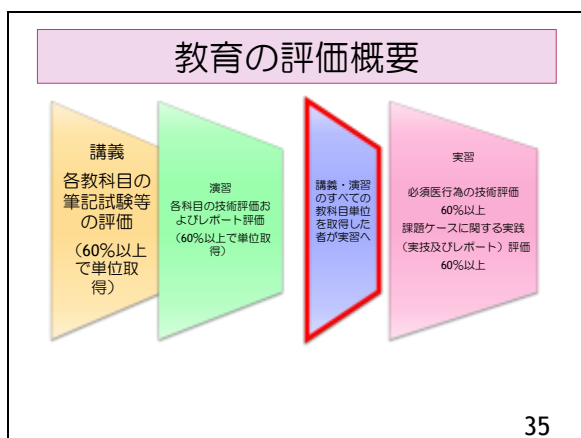 教育の評価概要
講義
各教科目の
筆記試験等
の評価
（60%以上
で単位取
得）
演習
各科目の技術評価お
よびレポート評価
（60%以上で単位取
得）
講義・演習
のすべての
教科目単位
を取得した
者が実習へ
実習
必須医行為の技術評価
60%以上
課題ケースに関する実践
（実技及びレポート）評価
60%以上
35